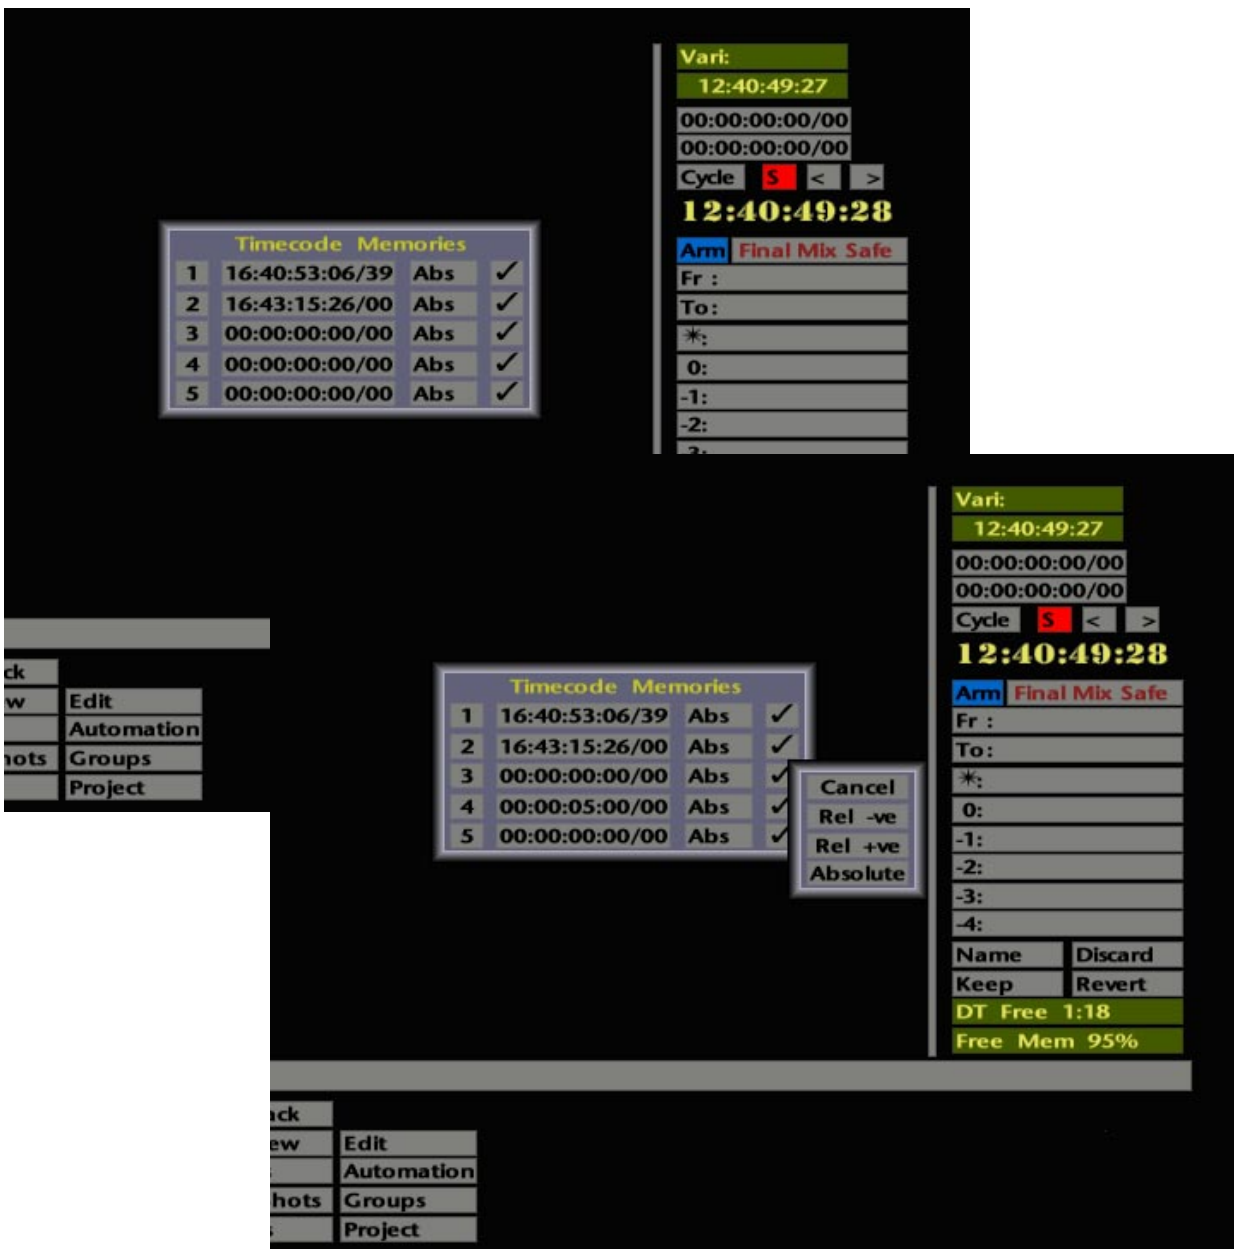 Vari:
12:40:49:27
00:00:00:00/00
00:00:00:00/00
Cycle S < >
12:40:49:28
Timecode Memories
1 16:40:53:06/39 Abs ✓
2 16:43:15:26/00 Abs ✓
3 00:00:00:00/00 Abs ✓
4 00:00:00:00/00 Abs ✓
5 00:00:00:00/00 Abs ✓
Arm Final Mix Safe
Fr :
To:
*:
0:
-1:
-2:
ck
w Edit
Automation
hots Groups
Project
Vari:
12:40:49:27
00:00:00:00/00
00:00:00:00/00
Cycle S < >
12:40:49:28
Timecode Memories
1 16:40:53:06/39 Abs ✓
2 16:43:15:26/00 Abs ✓
3 00:00:00:00/00 Abs ✓
4 00:00:05:00/00 Abs ✓
5 00:00:00:00/00 Abs ✓
Cancel
Rel -ve
Rel +ve
Absolute
Arm Final Mix Safe
Fr :
To:
*:
0:
-1:
-2:
-3:
-4:
Name Discard
Keep Revert
DT Free 1:18
Free Mem 95%
ack
ew Edit
Automation
hots Groups
Project